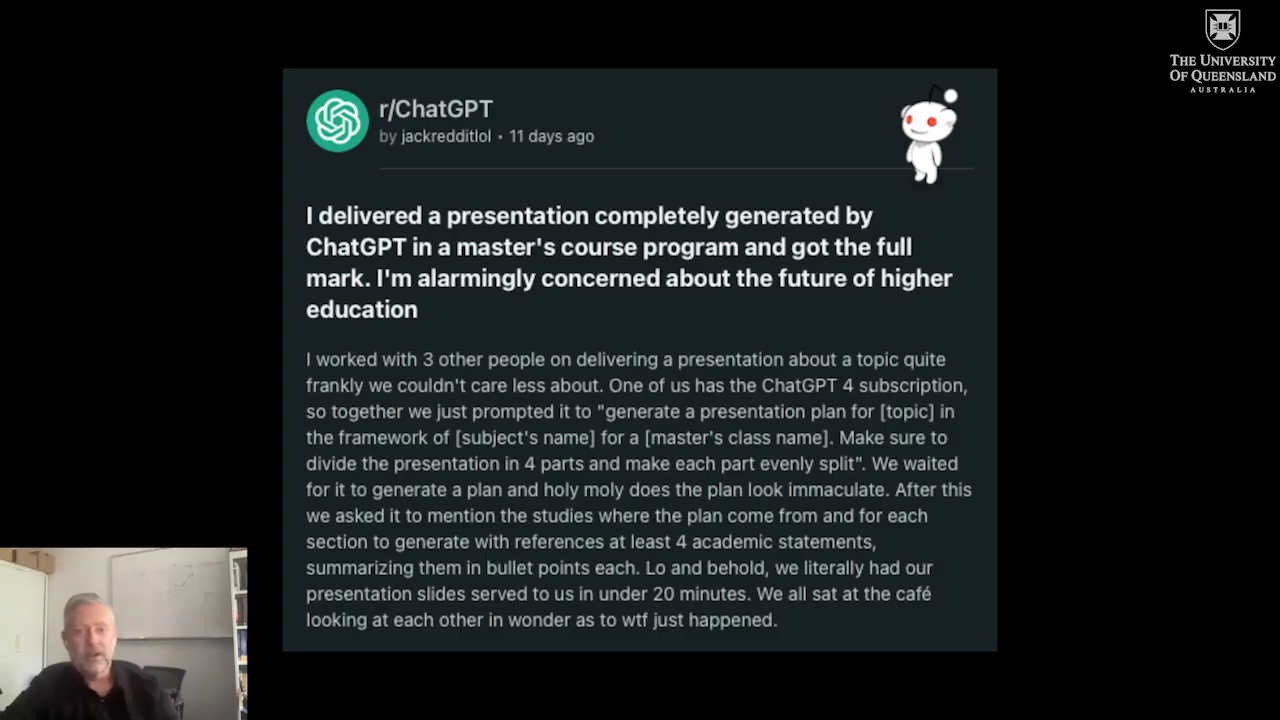 THE UNIVERSITY
OF QUEENSLAND
AUSTRALIA
r/ChatGPT
by jackredditlol • 11 days ago
I delivered a presentation completely generated by
ChatGPT in a master's course program and got the full
mark. I'm alarmingly concerned about the future of higher
education
I worked with 3 other people on delivering a presentation about a topic quite
frankly we couldn't care less about. One of us has the ChatGPT 4 subscription,
so together we just prompted it to "generate a presentation plan for [topic] in
the framework of [subject's name] for a [master's class name]. Make sure to
divide the presentation in 4 parts and make each part evenly split". We waited
for it to generate a plan and holy moly does the plan look immaculate. After this
we asked it to mention the studies where the plan come from and for each
section to generate with references at least 4 academic statements,
summarizing them in bullet points each. Lo and behold, we literally had our
presentation slides served to us in under 20 minutes. We all sat at the café
looking at each other in wonder as to wtf just happened.